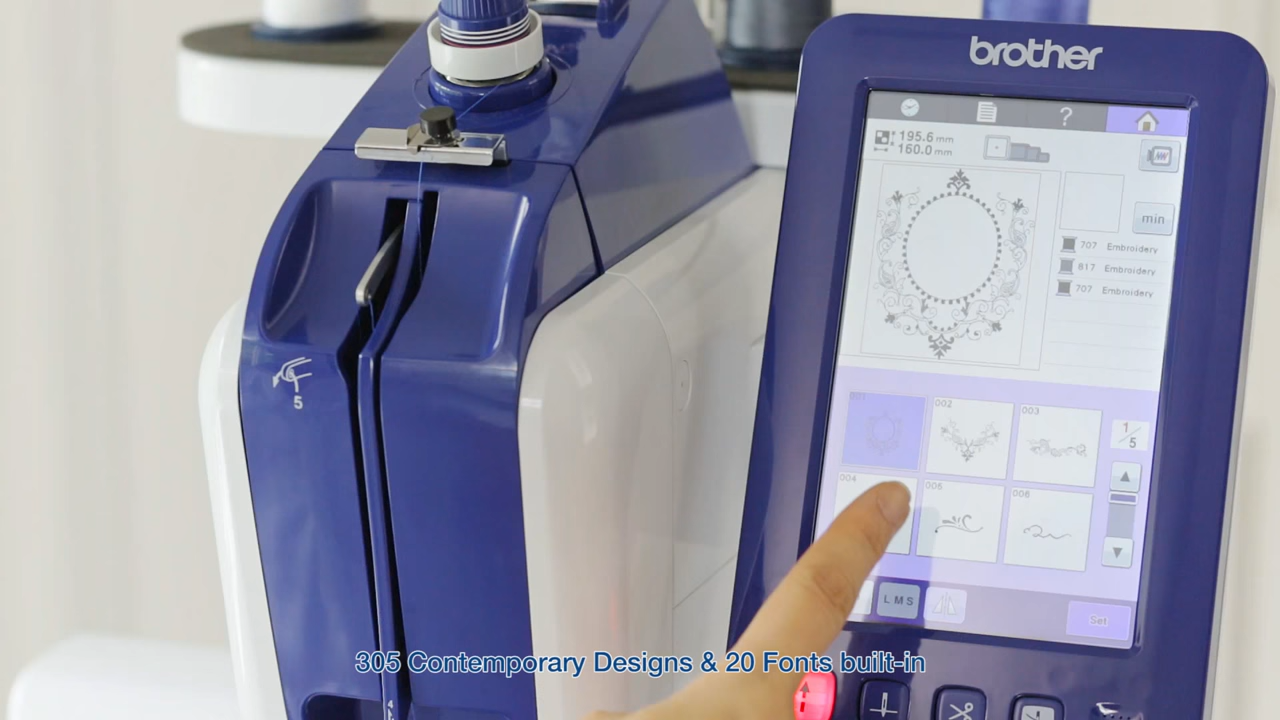 brother
?
195.6 mm
160.0 mm
min
707 Embroidery
817 Embroidery
707 Embroidery
001
002
003
1/5
004
005
006
L M S
Set
5
305 Contemporary Designs & 20 Fonts built-in